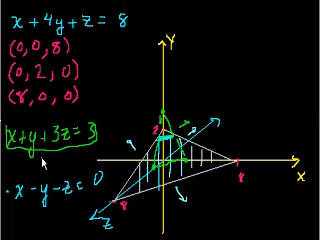 x + 4y + z = 8
(0, 0, 8)
(0, 2, 0)
(8, 0, 0)
x+y+3z=3
x-y-z=0
Y
2
X
8
8
Z